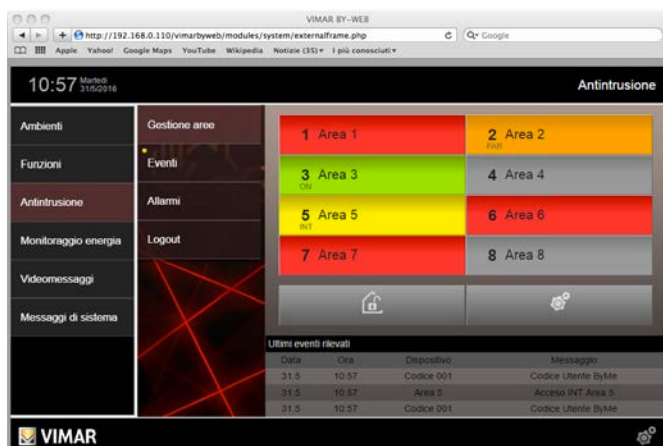 VIMAR BY-WEB
http://192.168.0.110/vimarbyweb/modules/system/externalframe.php
Google
Apple Yahoo! Google Maps YouTube Wikipedia Notizie (35) I più conosciuti
10:57 Martedì 31/5/2016 Antintrusione
Ambienti
Funzioni
Antintrusione
Monitoraggio energia
Videomessaggi
Messaggi di sistema
Gestione aree
Eventi
Allarmi
Logout
1 Area 1
2 Area 2
PAR
3 Area 3
ON
4 Area 4
5 Area 5
INT
6 Area 6
7 Area 7
8 Area 8
Ultimi eventi rilevati
Data Ora Dispositivo Messaggio
31.5 10:57 Codice 001 Codice Utente ByMe
31.5 10:57 Area 5 Accesso INT Area 5
31.5 10:57 Codice 001 Codice Utente ByMe
VIMAR